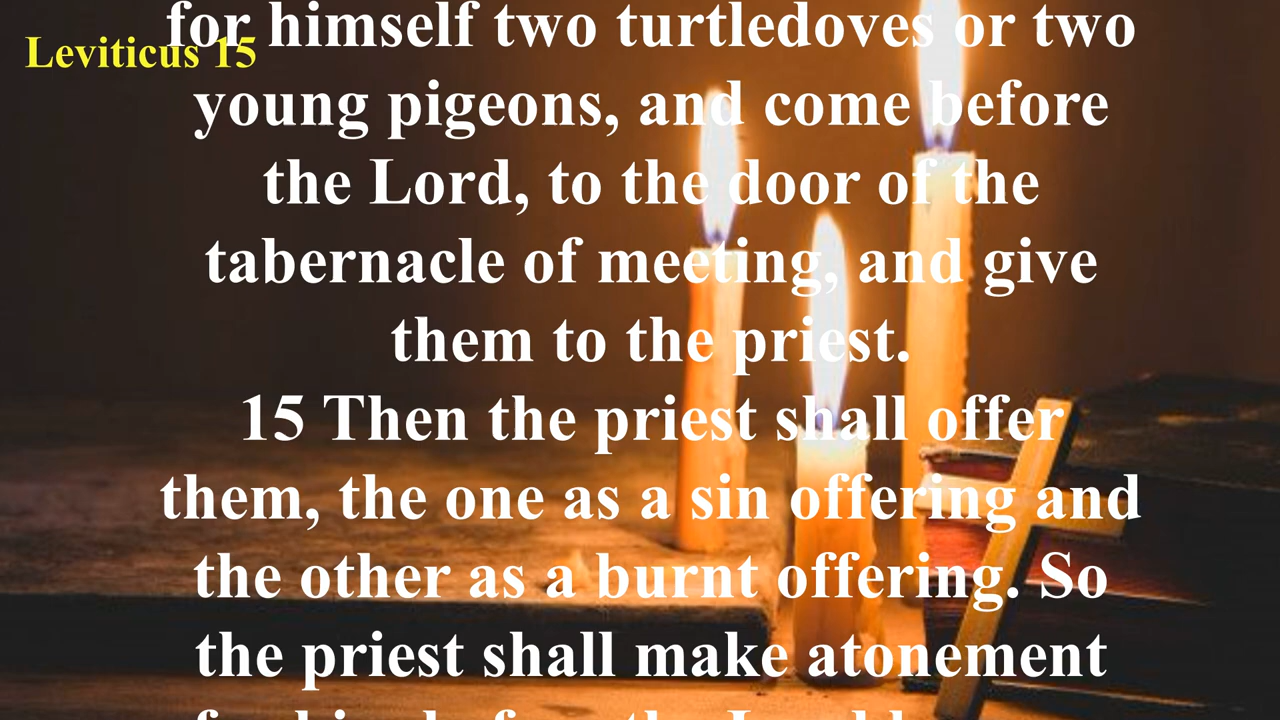 Leviticus 15
for himself two turtledoves or two
young pigeons, and come before
the Lord, to the door of the
tabernacle of meeting, and give
them to the priest.
15 Then the priest shall offer
them, the one as a sin offering and
the other as a burnt offering. So
the priest shall make atonement